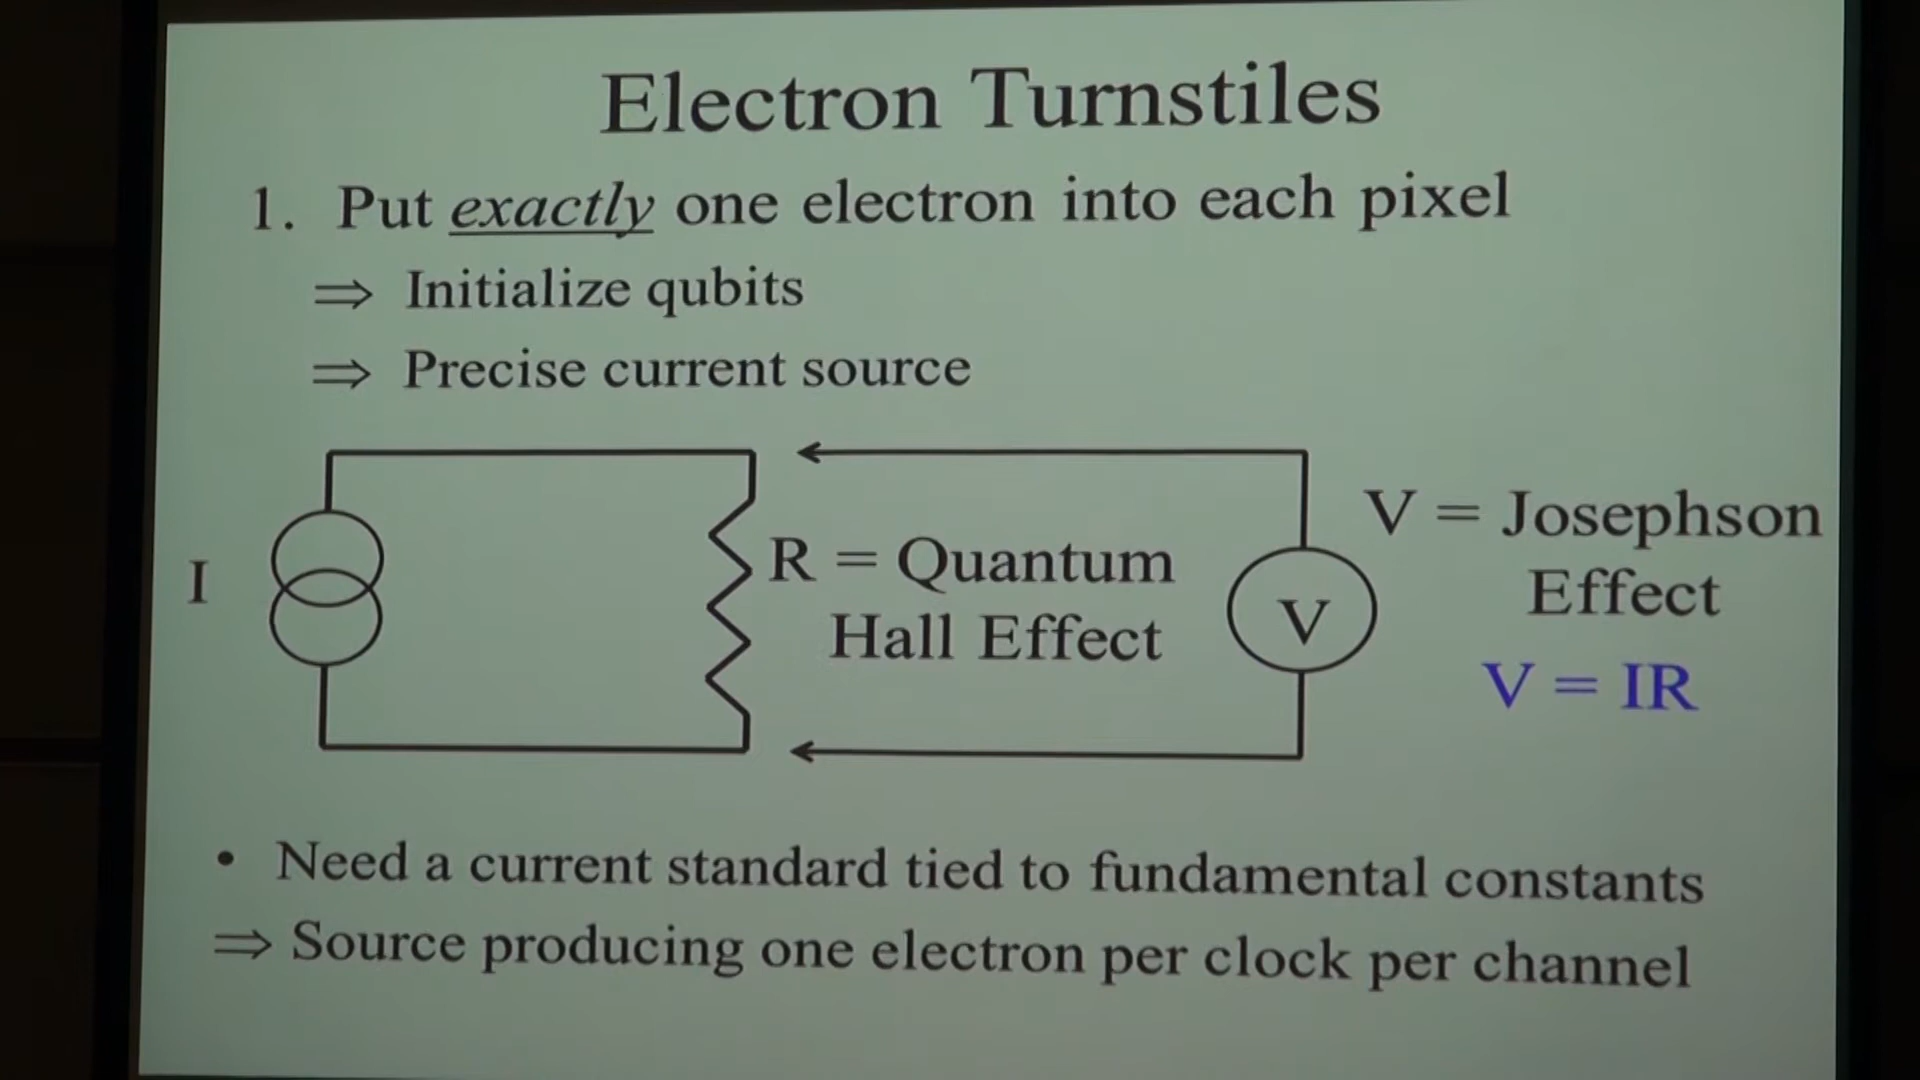 Electron Turnstiles
1. Put exactly one electron into each pixel
⇒ Initialize qubits
⇒ Precise current source
I
R = Quantum
Hall Effect
V
V = Josephson
Effect
V = IR
• Need a current standard tied to fundamental constants
⇒ Source producing one electron per clock per channel